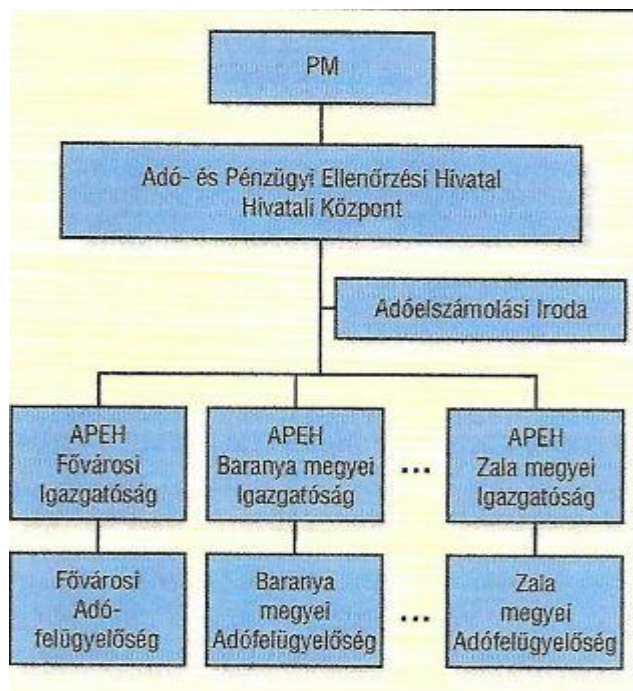 PM
Adó- és Pénzügyi Ellenőrzési Hivatal
Hivatali Központ
Adóelszámolási Iroda
APEH
Fővárosi
Igazgatóság
APEH
Baranya megyei
Igazgatóság
...
APEH
Zala megyei
Igazgatóság
Fővárosi
Adó-
felügyelőség
Baranya
megyei
Adófelügyelőség
...
Zala
megyei
Adófelügyelőség